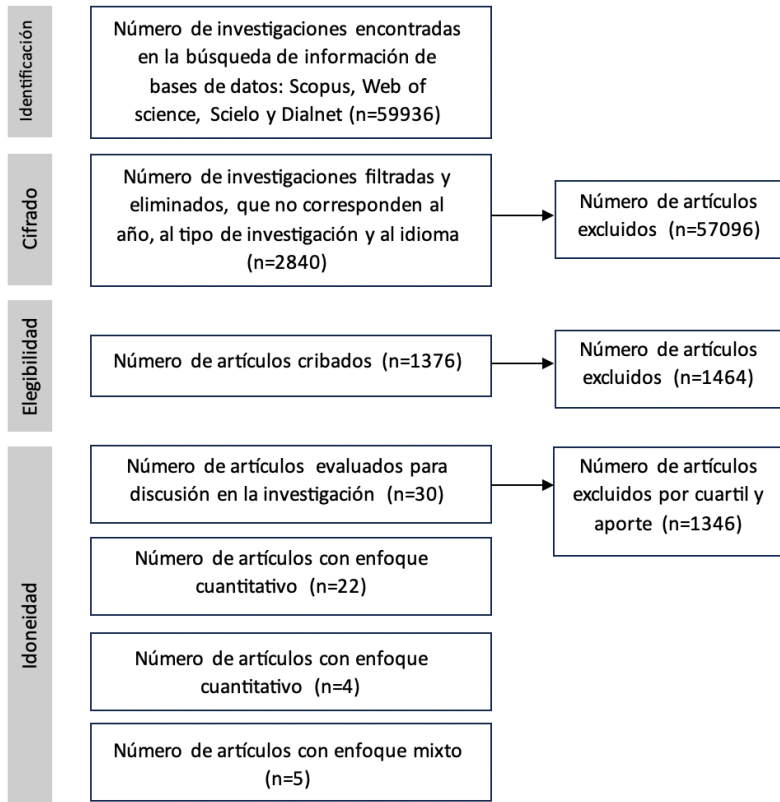 Identificación
Número de investigaciones encontradas
en la búsqueda de información de
bases de datos: Scopus, Web of
science, Scielo y Dialnet (n=59936)
Cifrado
Número de investigaciones filtradas y
eliminados, que no corresponden al
año, al tipo de investigación y al idioma
(n=2840)
Número de artículos
excluidos (n=57096)
Elegibilidad
Número de artículos cribados (n=1376)
Número de artículos
excluidos (n=1464)
Idoneidad
Número de artículos evaluados para
discusión en la investigación (n=30)
Número de artículos
excluidos por cuartil y
aporte (n=1346)
Número de artículos con enfoque
cuantitativo (n=22)
Número de artículos con enfoque
cuantitativo (n=4)
Número de artículos con enfoque mixto
(n=5)